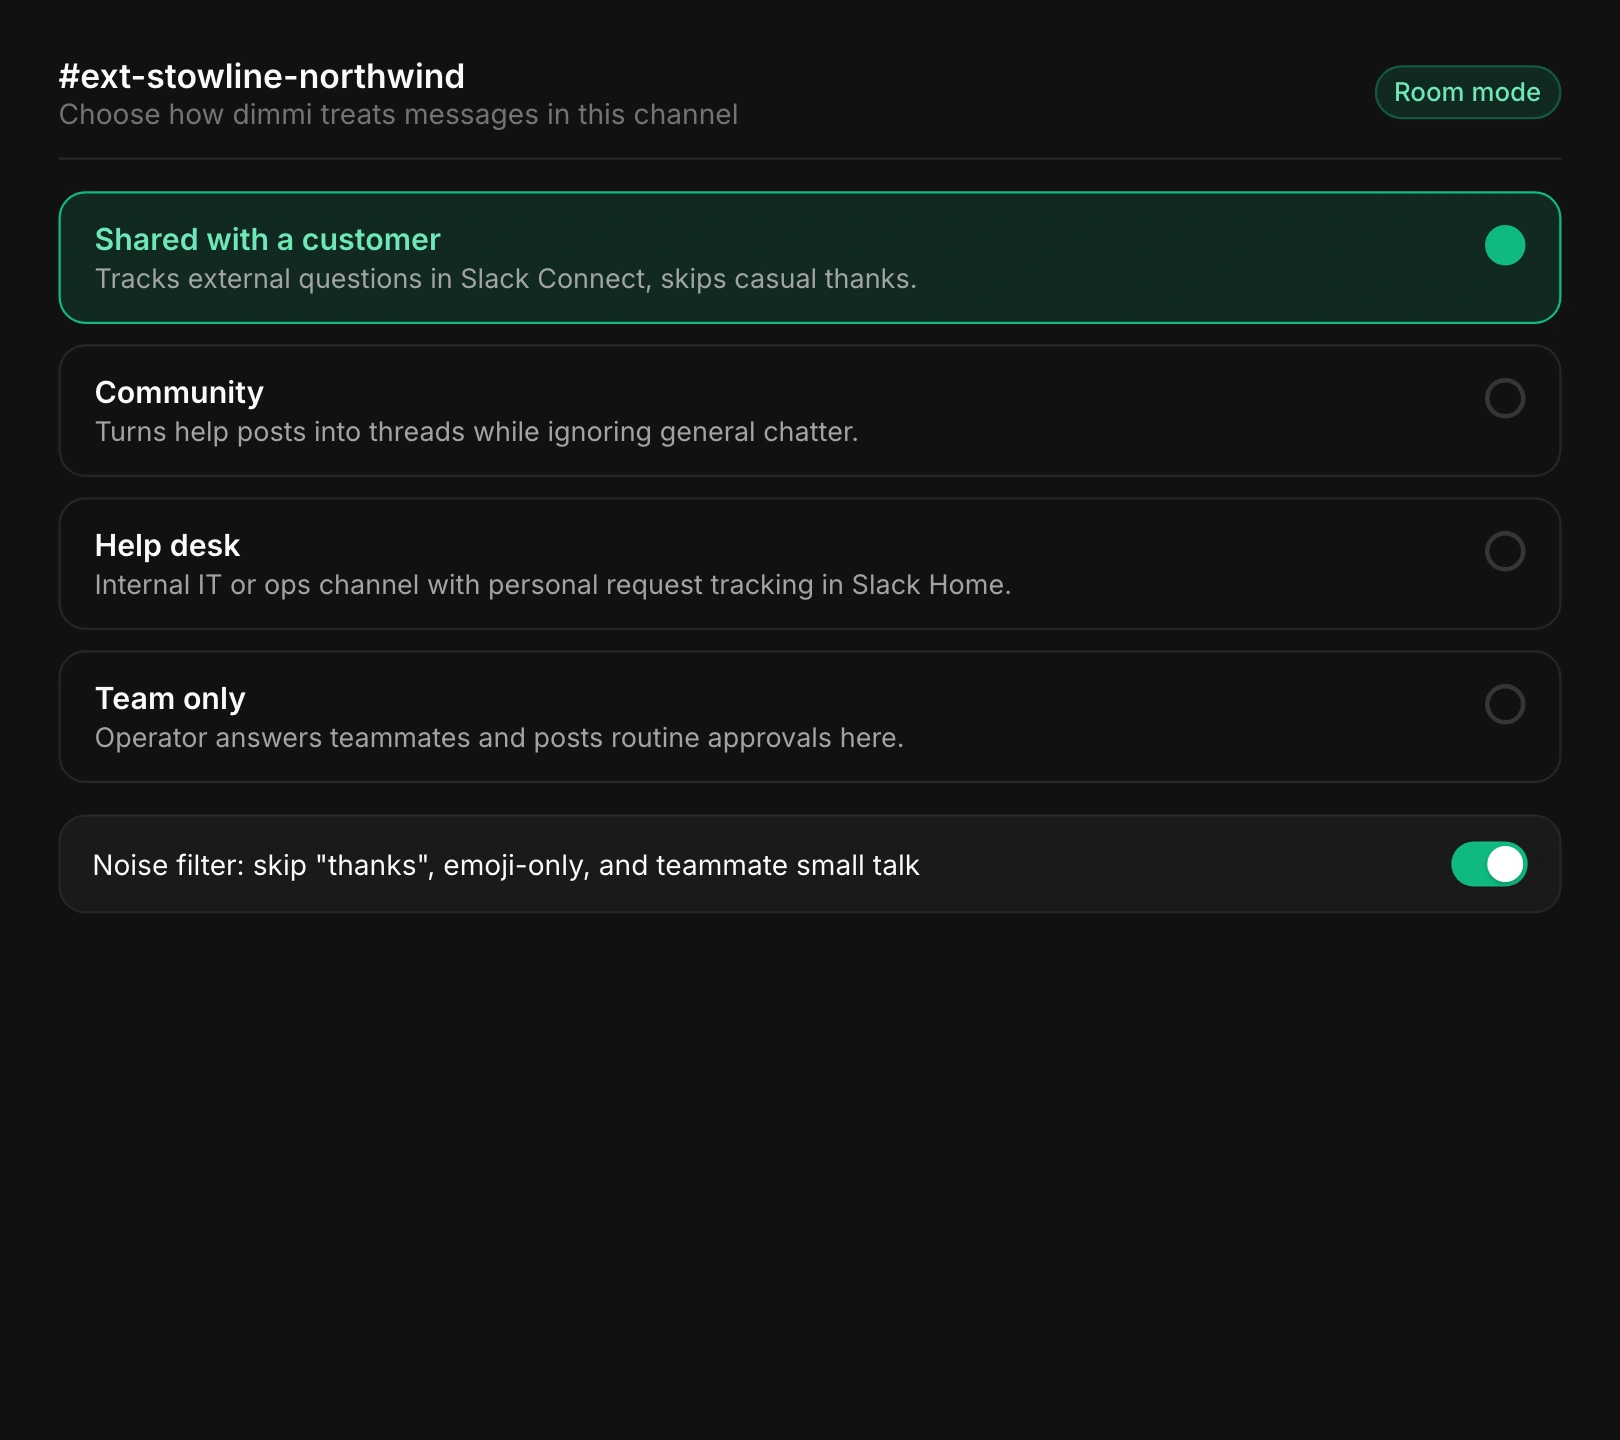 #ext-stowline-northwind
Choose how dimmi treats messages in this channel
Room mode
Shared with a customer
Tracks external questions in Slack Connect, skips casual thanks.
Community
Turns help posts into threads while ignoring general chatter.
Help desk
Internal IT or ops channel with personal request tracking in Slack Home.
Team only
Operator answers teammates and posts routine approvals here.
Noise filter: skip "thanks", emoji-only, and teammate small talk